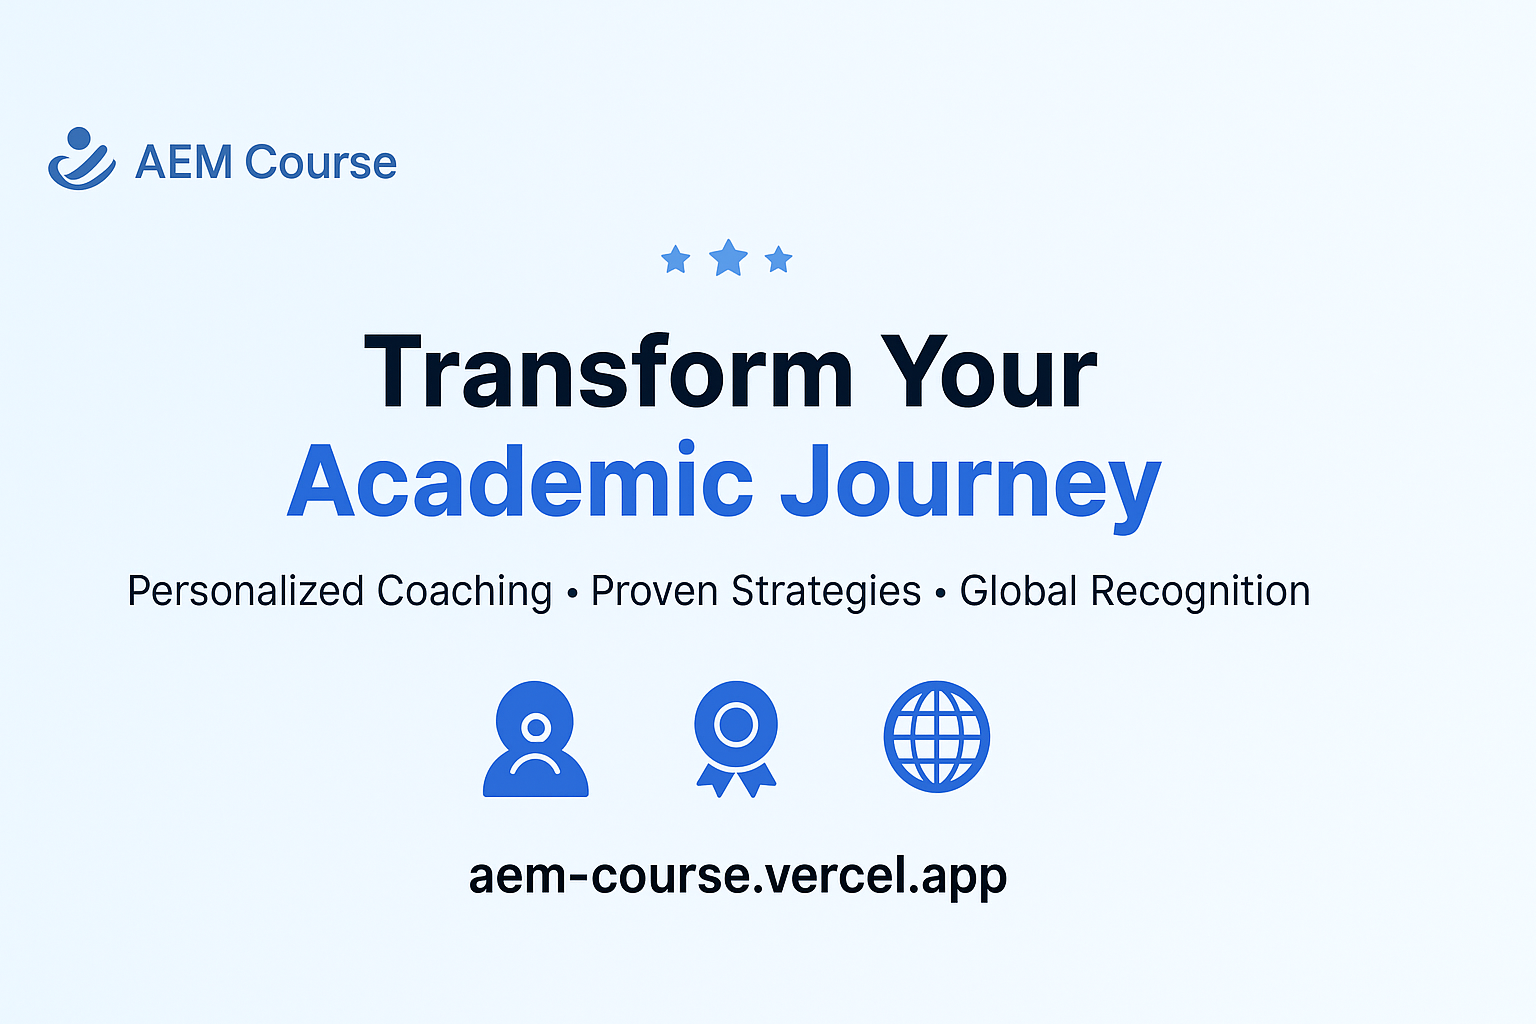 AEM Course
Transform Your
Academic Journey
Personalized Coaching • Proven Strategies • Global Recognition
aem-course.vercel.app